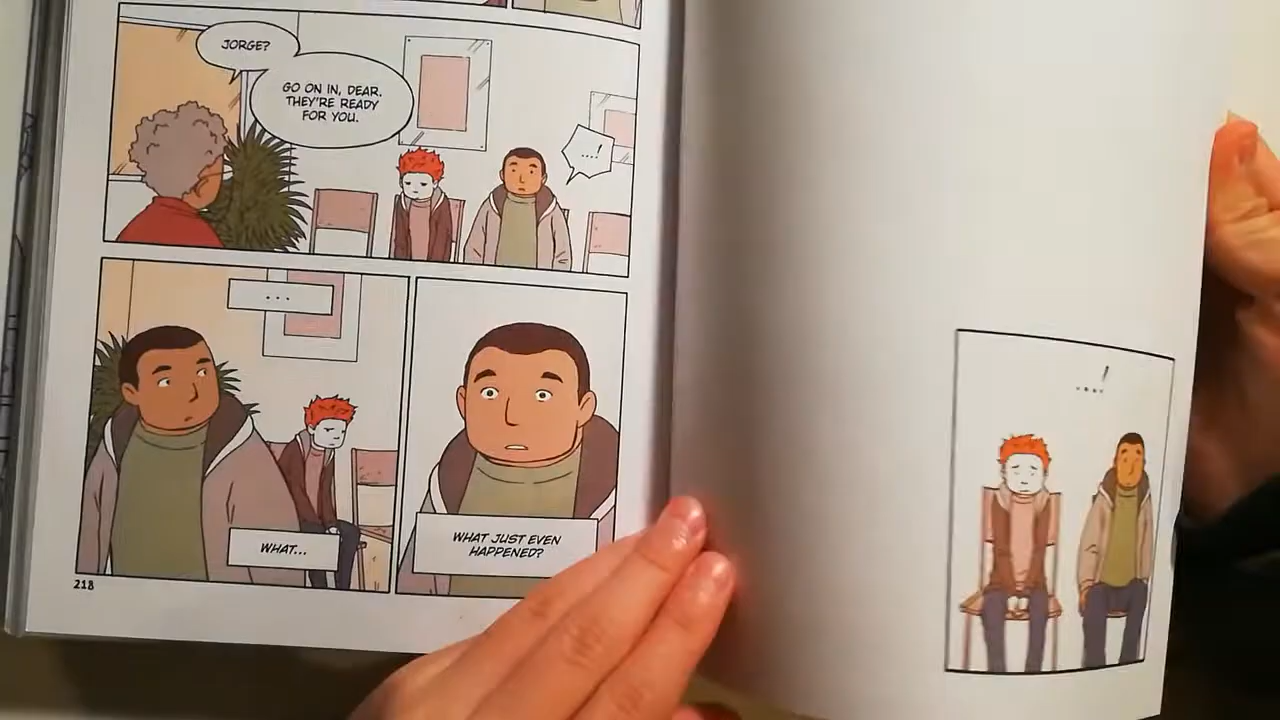 JORGE?
GO ON IN, DEAR.
THEY'RE READY
FOR YOU.
...!
...
WHAT...
WHAT JUST EVEN
HAPPENED?
218
....!